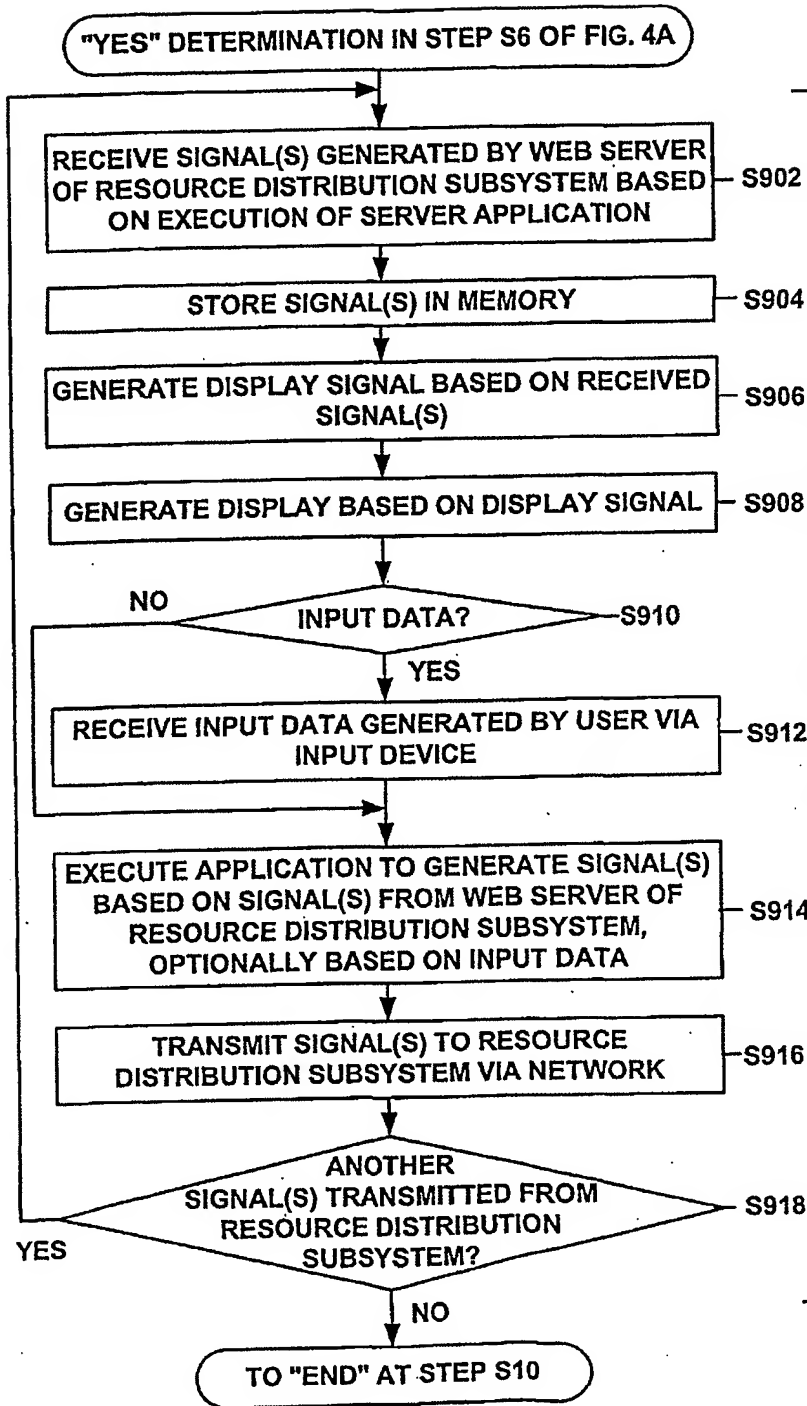 "YES" DETERMINATION IN STEP S6 OF FIG. 4A
RECEIVE SIGNAL(S) GENERATED BY WEB SERVER
OF RESOURCE DISTRIBUTION SUBSYSTEM BASED
ON EXECUTION OF SERVER APPLICATION
S902
STORE SIGNAL(S) IN MEMORY
S904
GENERATE DISPLAY SIGNAL BASED ON RECEIVED
SIGNAL(S)
S906
GENERATE DISPLAY BASED ON DISPLAY SIGNAL
S908
NO
INPUT DATA?
S910
YES
RECEIVE INPUT DATA GENERATED BY USER VIA
INPUT DEVICE
S912
EXECUTE APPLICATION TO GENERATE SIGNAL(S)
BASED ON SIGNAL(S) FROM WEB SERVER OF
RESOURCE DISTRIBUTION SUBSYSTEM,
OPTIONALLY BASED ON INPUT DATA
S914
TRANSMIT SIGNAL(S) TO RESOURCE
DISTRIBUTION SUBSYSTEM VIA NETWORK
S916
ANOTHER
SIGNAL(S) TRANSMITTED FROM
RESOURCE DISTRIBUTION
SUBSYSTEM?
S918
YES
NO
TO "END" AT STEP S10